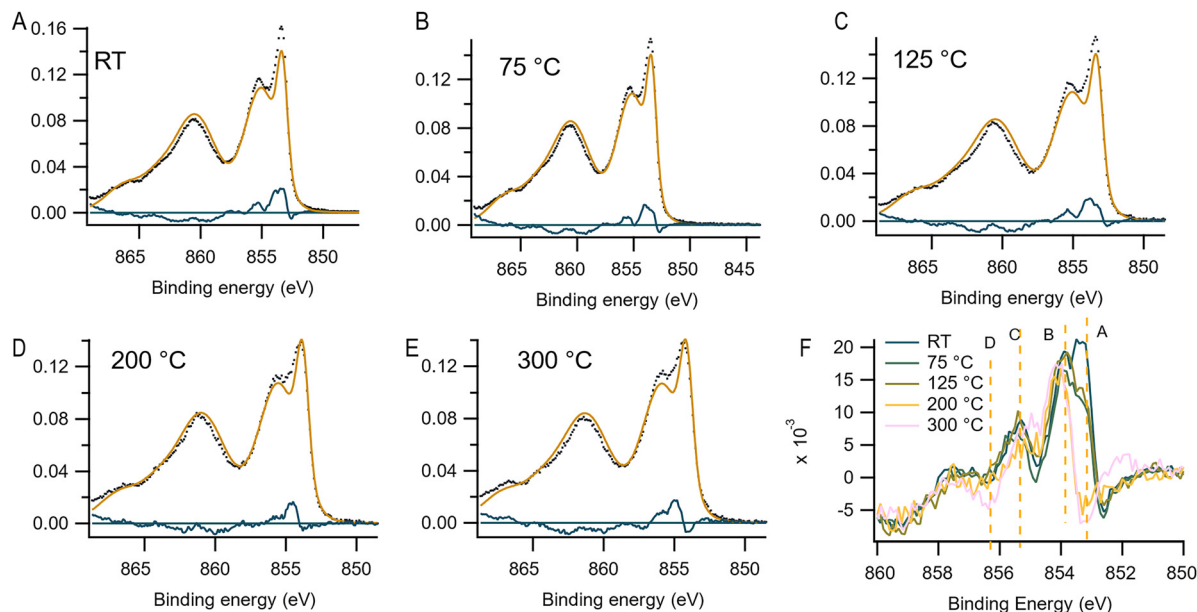 A
RT
0.16
0.12
0.08
0.04
0.00
865 860 855 850
Binding energy (eV)
B
75 °C
0.12
0.08
0.04
0.00
865 860 855 850 845
Binding energy (eV)
C
125 °C
0.12
0.08
0.04
0.00
865 860 855 850
Binding energy (eV)
D
200 °C
0.12
0.08
0.04
0.00
865 860 855 850
Binding energy (eV)
E
300 °C
0.12
0.08
0.04
0.00
865 860 855 850
Binding energy (eV)
F
RT
75 °C
125 °C
200 °C
300 °C
D C B A
20
15
10
5
0
-5
x 10-3
860 858 856 854 852 850
Binding Energy (eV)